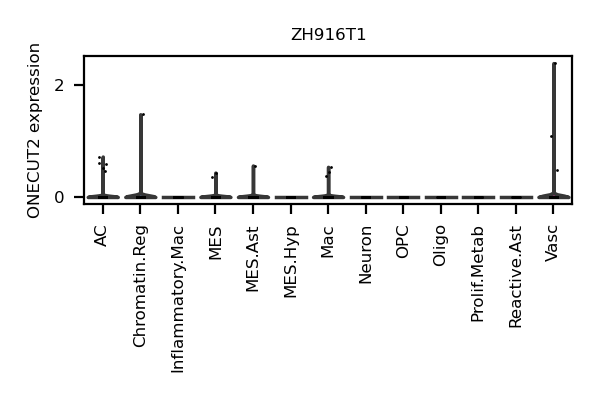 ZH916T1
ONECUT2 expression
2
0
AC
Chromatin.Reg
Inflammatory.Mac
MES
MES.Ast
MES.Hyp
Mac
Neuron
OPC
Oligo
Prolif.Metab
Reactive.Ast
Vasc